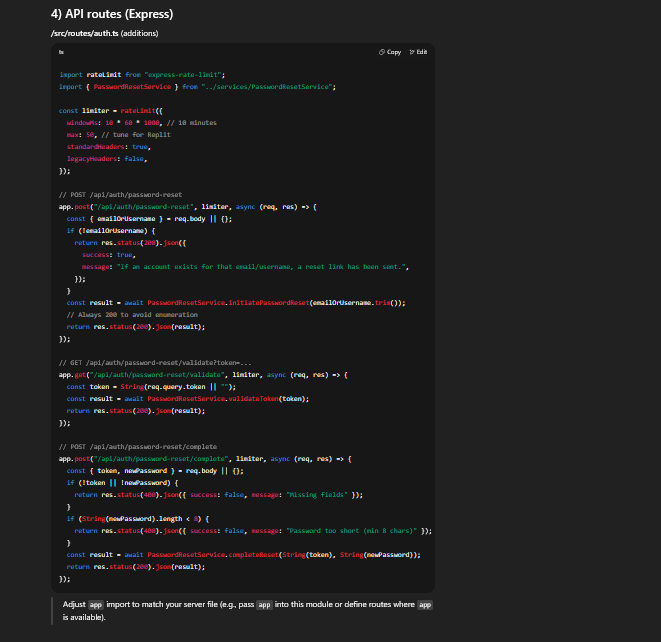 4) API routes (Express)
/src/routes/auth.ts (additions)
ts
Copy
Edit
import rateLimit from "express-rate-limit";
import { PasswordResetService } from "../services/PasswordResetService";
const limiter = rateLimit({
windowMs: 10 * 60 * 1000, // 10 minutes
max: 50, // tune for Replit
standardHeaders: true,
legacyHeaders: false,
});
// POST /api/auth/password-reset
app.post("/api/auth/password-reset", limiter, async (req, res) => {
const { emailOrUsername } = req.body || {};
if (!emailOrUsername) {
return res.status(200).json({
success: true,
message: "If an account exists for that email/username, a reset link has been sent.",
});
}
const result = await PasswordResetService.initiatePasswordReset(emailOrUsername.trim());
// Always 200 to avoid enumeration
return res.status(200).json(result);
});
// GET /api/auth/password-reset/validate?token=...
app.get("/api/auth/password-reset/validate", limiter, async (req, res) => {
const token = String(req.query.token || "");
const result = await PasswordResetService.validateToken(token);
return res.status(200).json(result);
});
// POST /api/auth/password-reset/complete
app.post("/api/auth/password-reset/complete", limiter, async (req, res) => {
const { token, newPassword } = req.body || {};
if (!token || !newPassword) {
return res.status(400).json({ success: false, message: "Missing fields" });
}
if (String(newPassword).length < 8) {
return res.status(400).json({ success: false, message: "Password too short (min 8 chars)" });
}
const result = await PasswordResetService.completeReset(String(token), String(newPassword));
return res.status(200).json(result);
});
Adjust app import to match your server file (e.g., pass app into this module or define routes where app
is available).